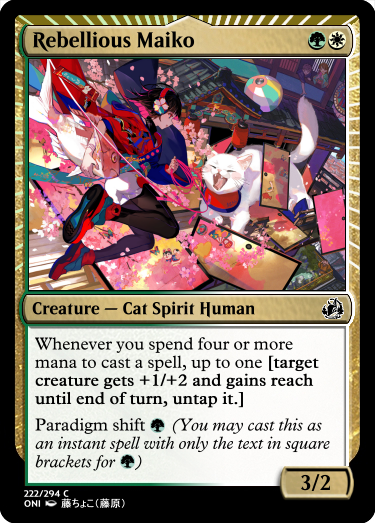 Rebellious Maiko
Creature — Cat Spirit Human
Whenever you spend four or more
mana to cast a spell, up to one [target
creature gets +1/+2 and gains reach
until end of turn, untap it.]
Paradigm shift (You may cast this as
an instant spell with only the text in square
brackets for )
3/2
222/294 C
ONI 藤ちょこ(藤原)